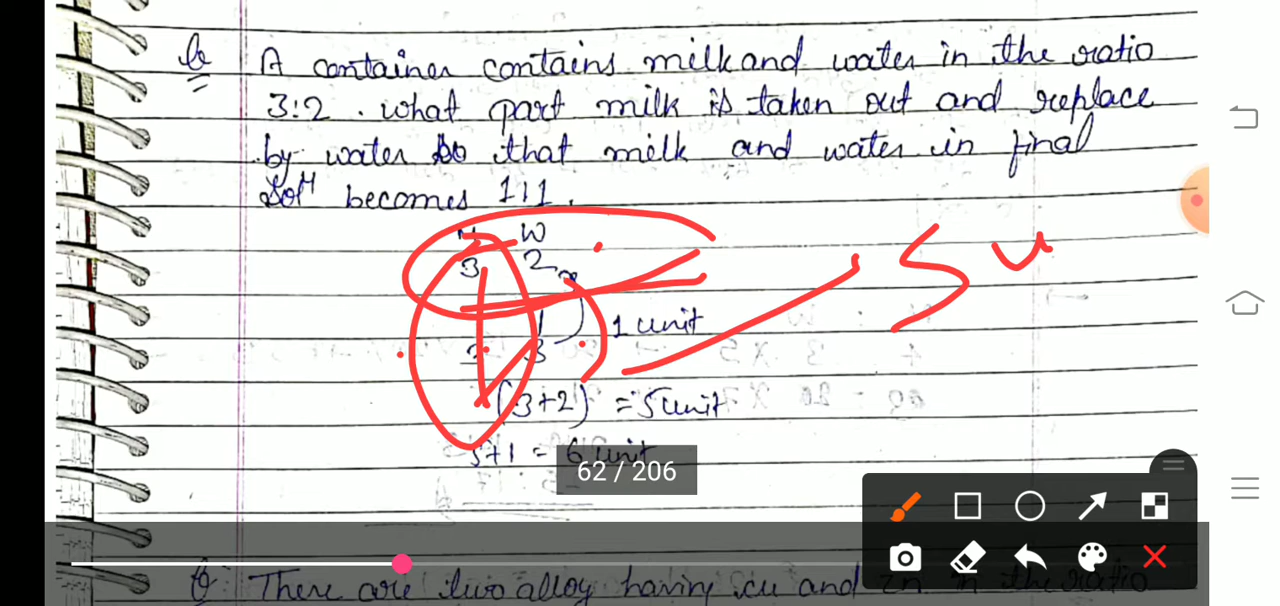 Q A container contains milk and water in the ratio
3:2 . what part milk is taken out and replace
by water so that milk and water in final
solⁿ becomes 1:1 .
M W
3 2
1
1 unit
3 3
(3+2) = 5 unit
5+1 = 6 unit
5 u
62 / 206
Q There are two alloy having cu and zn in the ratio